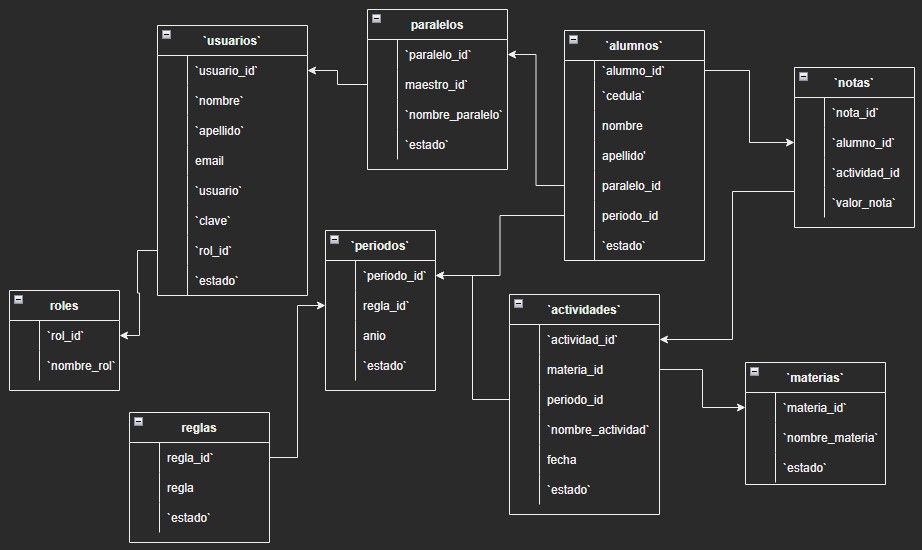 `usuarios`
`usuario_id`
`nombre`
`apellido`
email
`usuario`
`clave`
`rol_id`
`estado`
paralelos
`paralelo_id`
maestro_id`
`nombre_paralelo`
`estado`
`alumnos`
`alumno_id`
`cedula`
nombre
apellido'
paralelo_id
periodo_id
`estado`
`notas`
`nota_id`
`alumno_id`
`actividad_id
`valor_nota`
roles
`rol_id`
`nombre_rol`
`periodos`
`periodo_id`
regla_id`
anio
`estado`
`actividades`
`actividad_id`
materia_id
periodo_id
`nombre_actividad`
fecha
`estado`
`materias`
`materia_id`
`nombre_materia`
`estado`
reglas
regla_id`
regla
`estado`